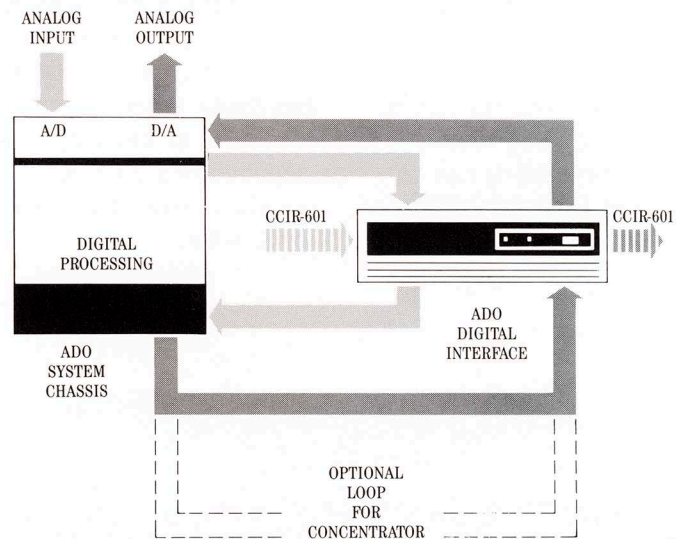 ANALOG
INPUT
ANALOG
OUTPUT
A/D
D/A
CCIR-601
CCIR-601
DIGITAL
PROCESSING
ADO
DIGITAL
INTERFACE
ADO
SYSTEM
CHASSIS
OPTIONAL
LOOP
FOR
CONCENTRATOR